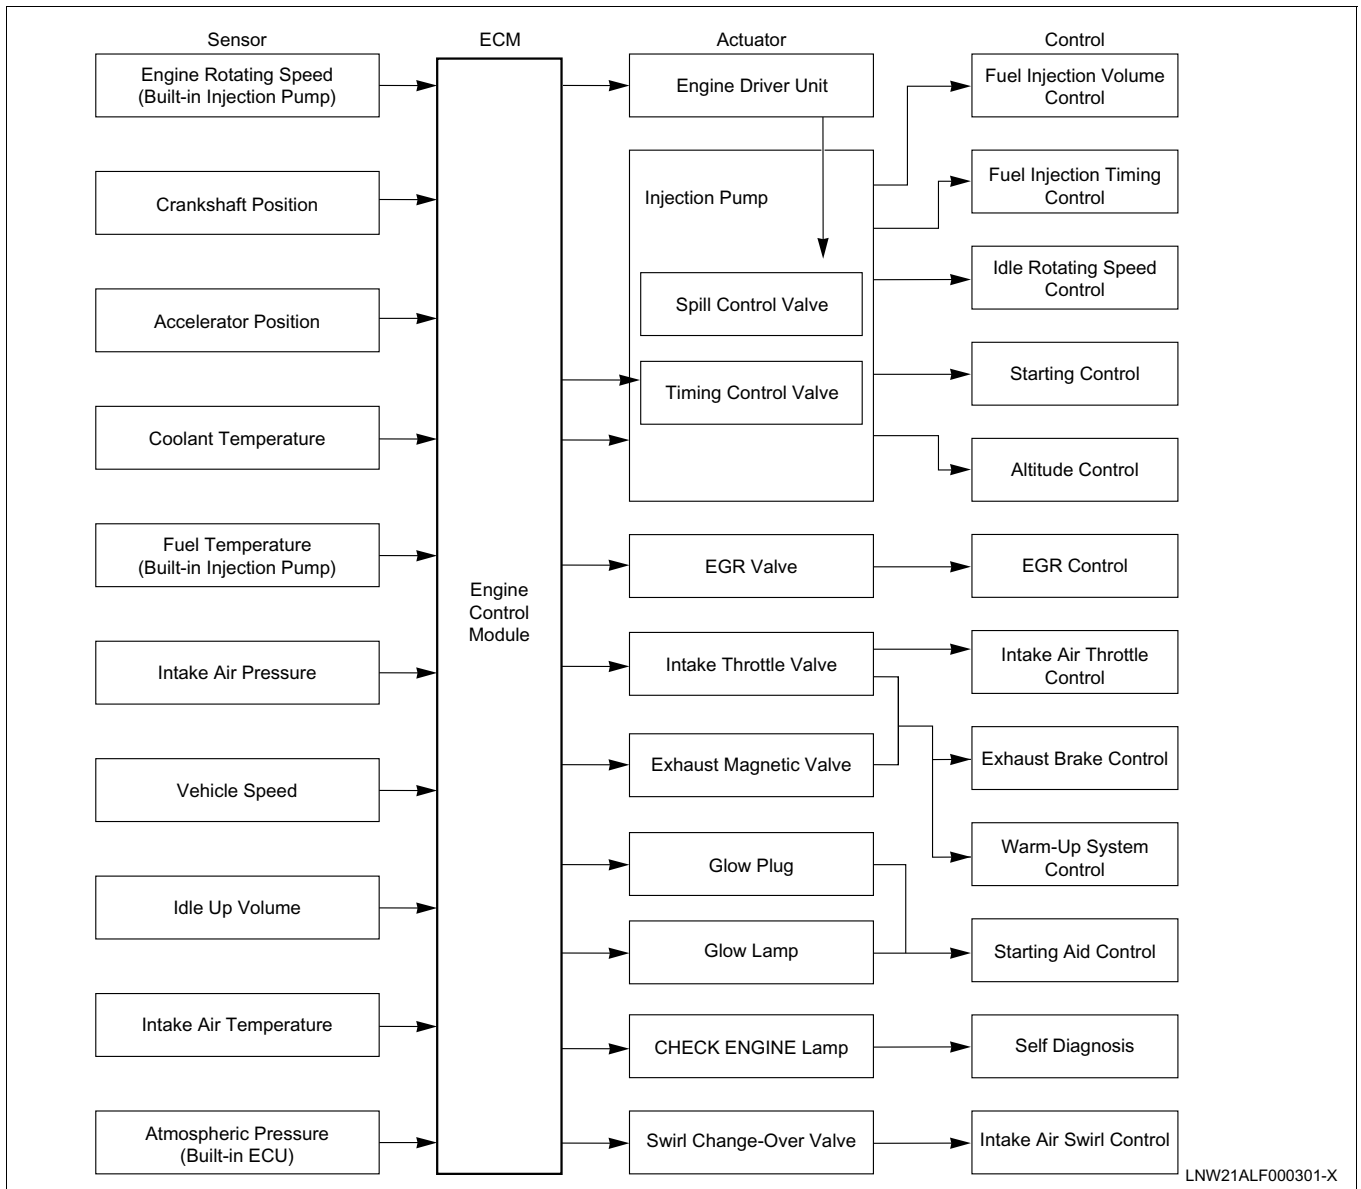 Sensor
ECM
Actuator
Control
Engine Rotating Speed
(Built-in Injection Pump)
Crankshaft Position
Accelerator Position
Coolant Temperature
Fuel Temperature
(Built-in Injection Pump)
Intake Air Pressure
Vehicle Speed
Idle Up Volume
Intake Air Temperature
Atmospheric Pressure
(Built-in ECU)
Engine
Control
Module
Engine Driver Unit
Injection Pump
Spill Control Valve
Timing Control Valve
EGR Valve
Intake Throttle Valve
Exhaust Magnetic Valve
Glow Plug
Glow Lamp
CHECK ENGINE Lamp
Swirl Change-Over Valve
Fuel Injection Volume
Control
Fuel Injection Timing
Control
Idle Rotating Speed
Control
Starting Control
Altitude Control
EGR Control
Intake Air Throttle
Control
Exhaust Brake Control
Warm-Up System
Control
Starting Aid Control
Self Diagnosis
Intake Air Swirl Control
LNW21ALF000301-X